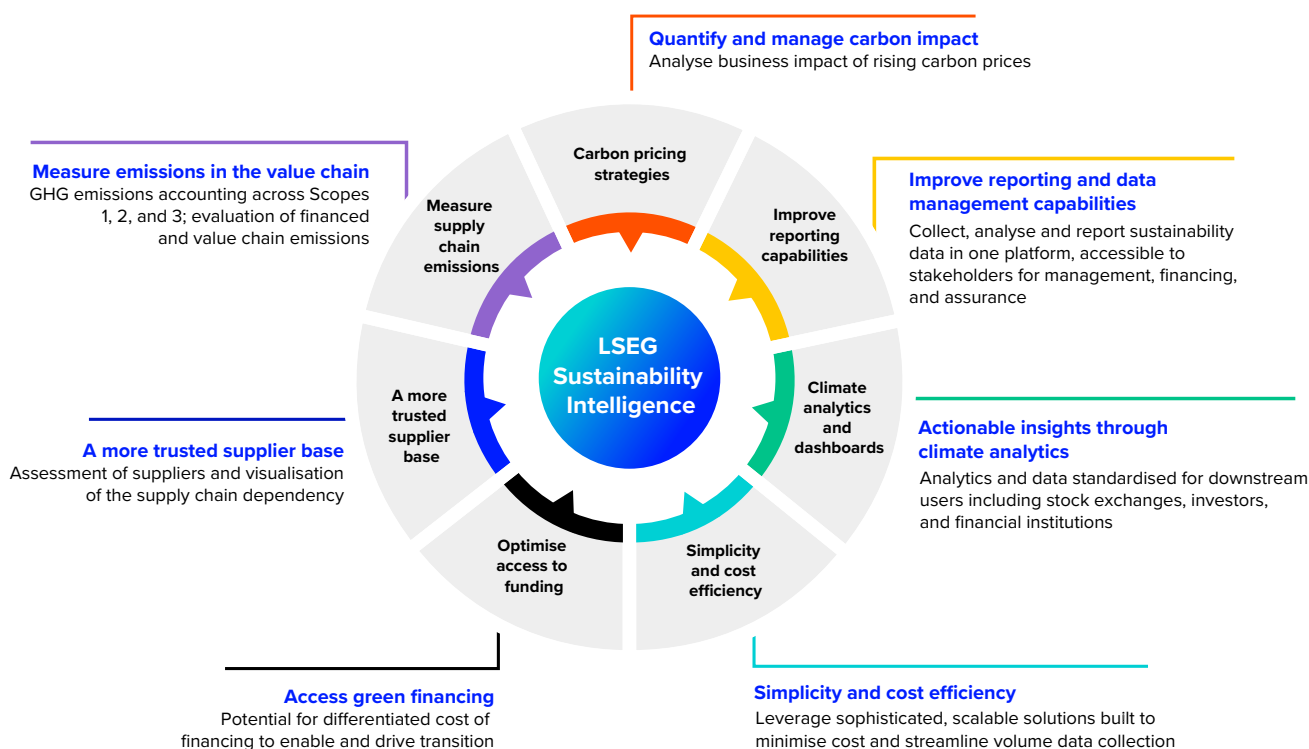 Quantify and manage carbon impact
Analyse business impact of rising carbon prices
Carbon pricing
strategies
Measure emissions in the value chain
GHG emissions accounting across Scopes
1, 2, and 3; evaluation of financed
and value chain emissions
Measure
supply
chain
emissions
Improve
reporting
capabilities
Improve reporting and data
management capabilities
Collect, analyse and report sustainability
data in one platform, accessible to
stakeholders for management, financing,
and assurance
LSEG
Sustainability
Intelligence
A more
trusted
supplier
base
Climate
analytics
and
dashboards
A more trusted supplier base
Assessment of suppliers and visualisation
of the supply chain dependency
Actionable insights through
climate analytics
Analytics and data standardised for downstream
users including stock exchanges, investors,
and financial institutions
Optimise
access to
funding
Simplicity
and cost
efficiency
Access green financing
Potential for differentiated cost of
financing to enable and drive transition
Simplicity and cost efficiency
Leverage sophisticated, scalable solutions built to
minimise cost and streamline volume data collection